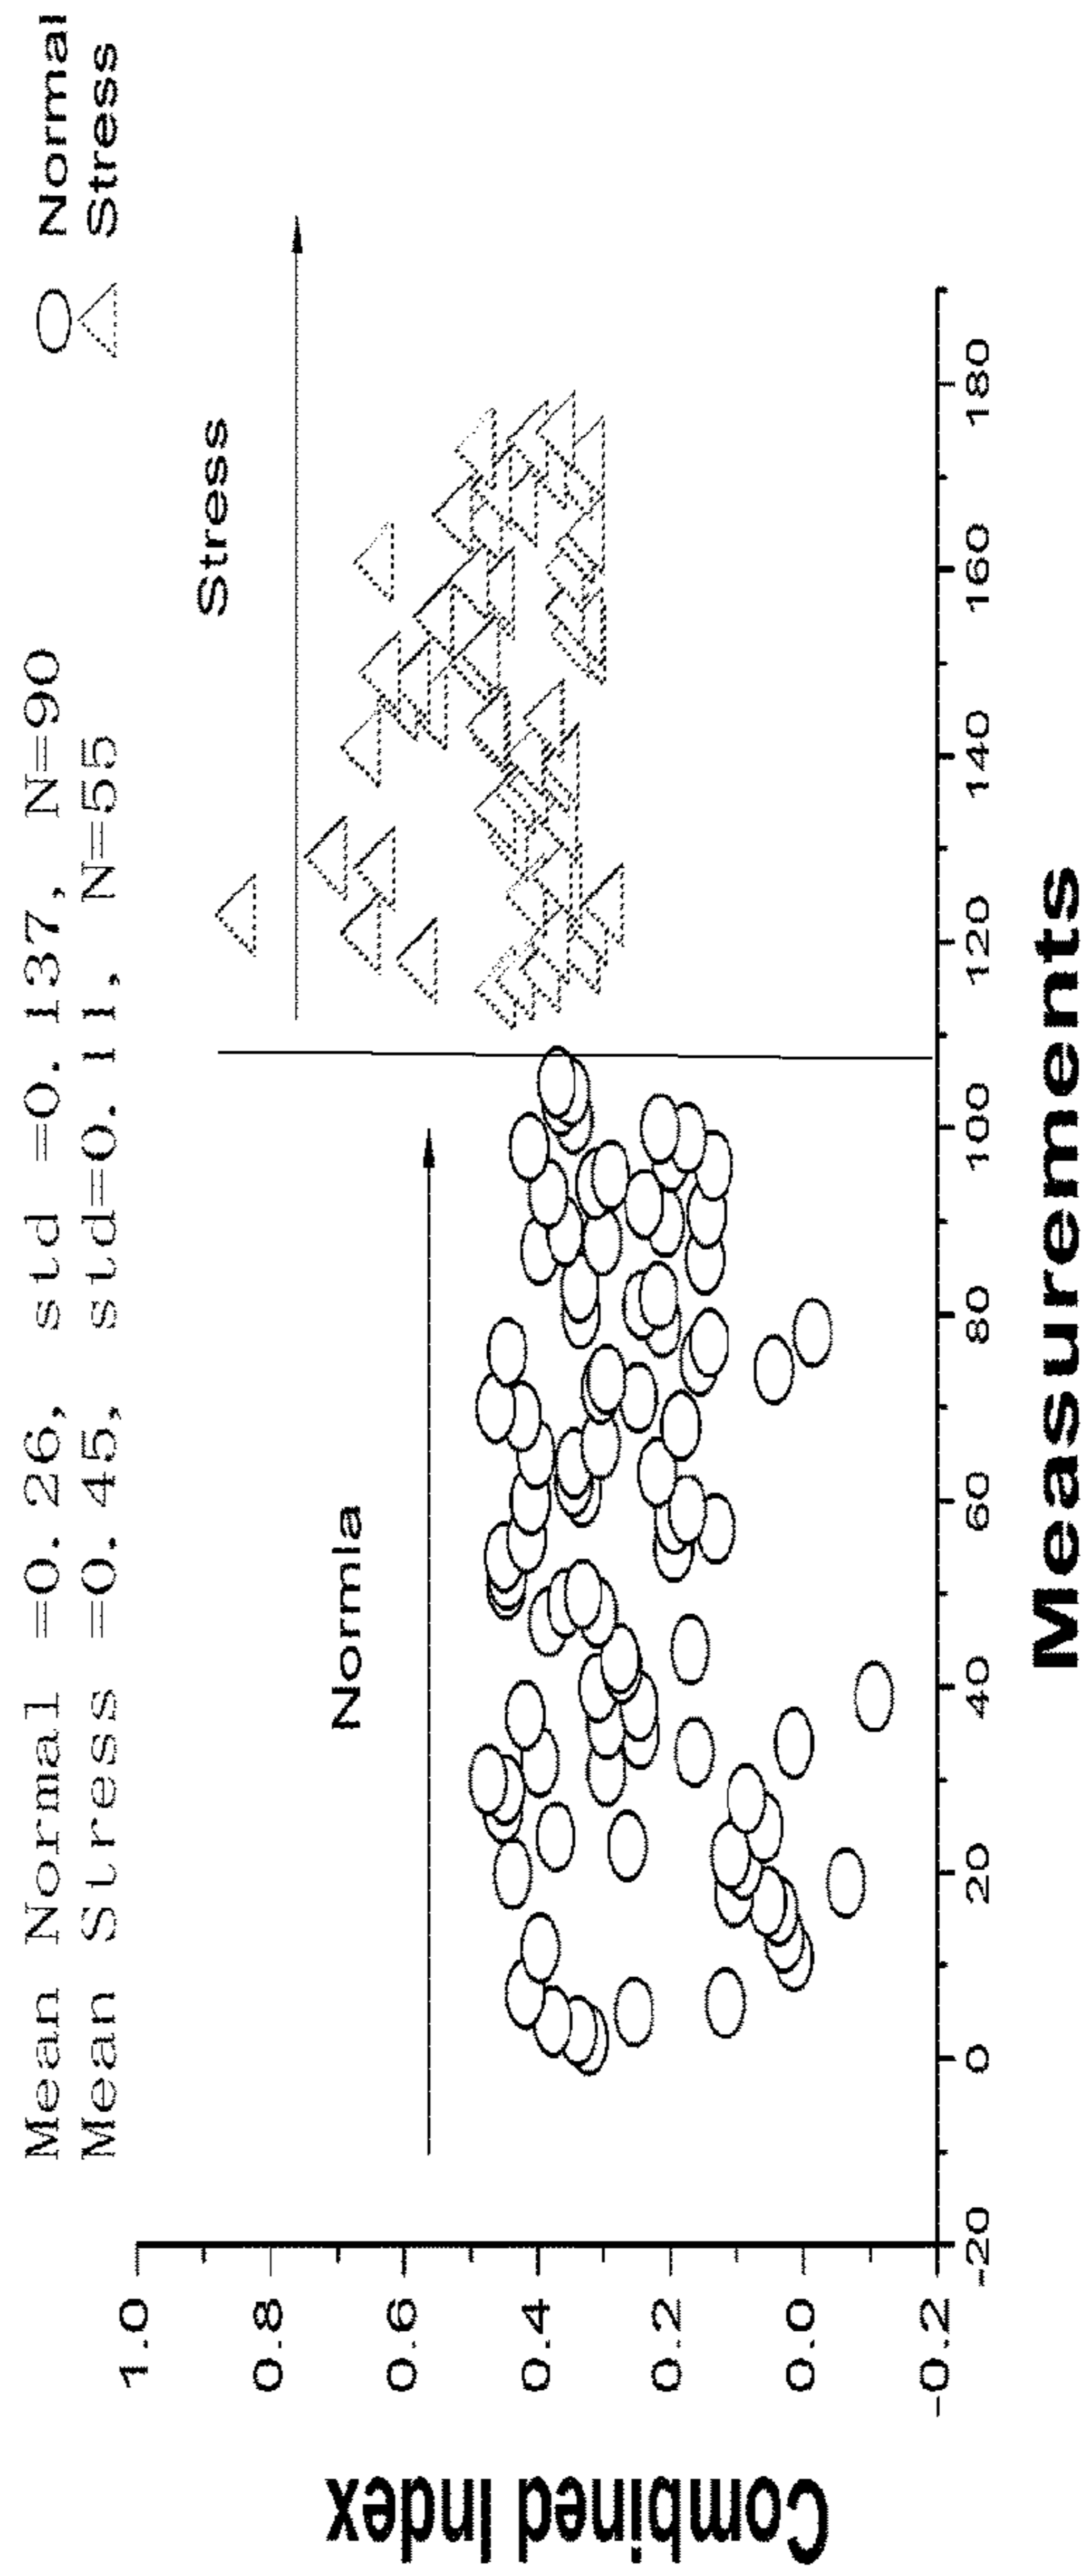 Mean Normal =0.26, std =0.137, N=90
Mean Stress =0.45, std=0.11, N=55
Normal
Stress
Stress
Normla
1.0
0.8
0.6
0.4
0.2
0.0
-0.2
Combined Index
-20 0 20 40 60 80 100 120 140 160 180
Measurements